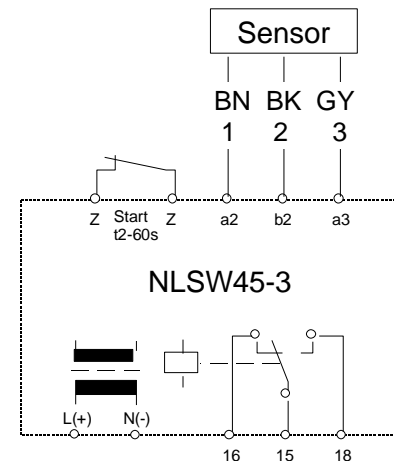 Sensor
BN BK GY
1 2 3
Z Start Z a2 b2 a3
t2-60s
NLSW45-3
L(+) N(-)
16 15 18